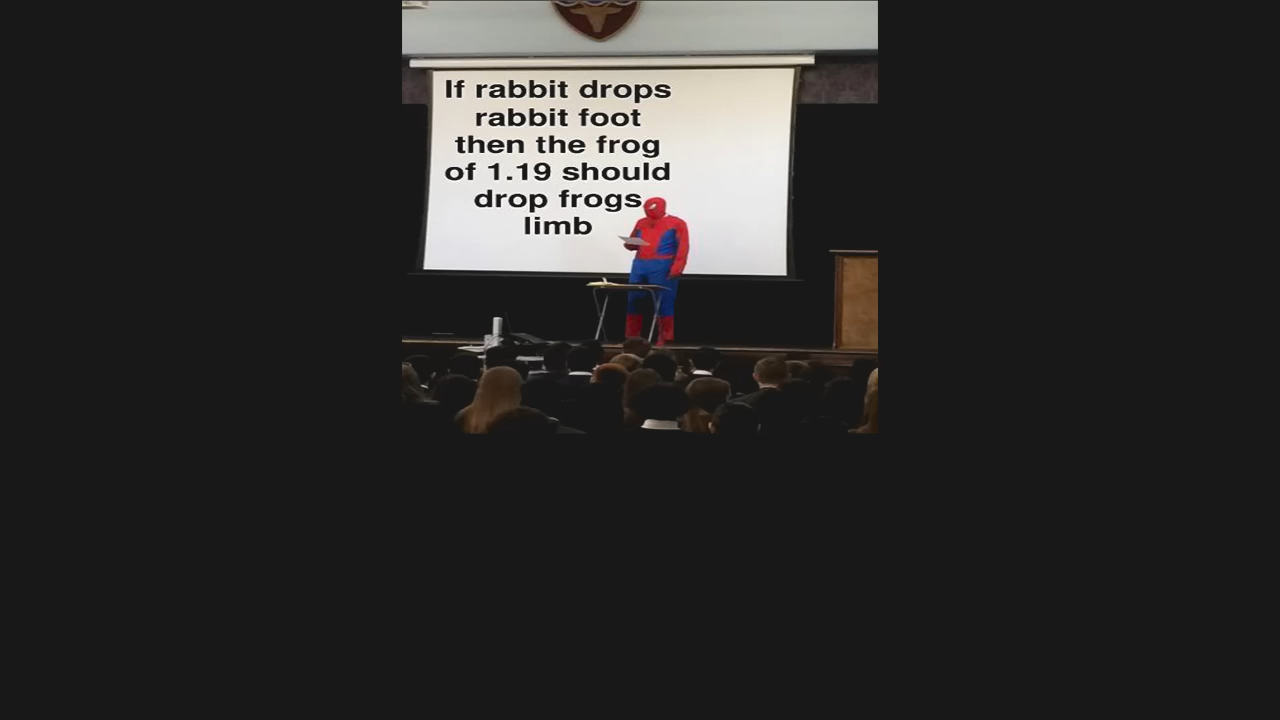 If rabbit drops
rabbit foot
then the frog
of 1.19 should
drop frogs
limb